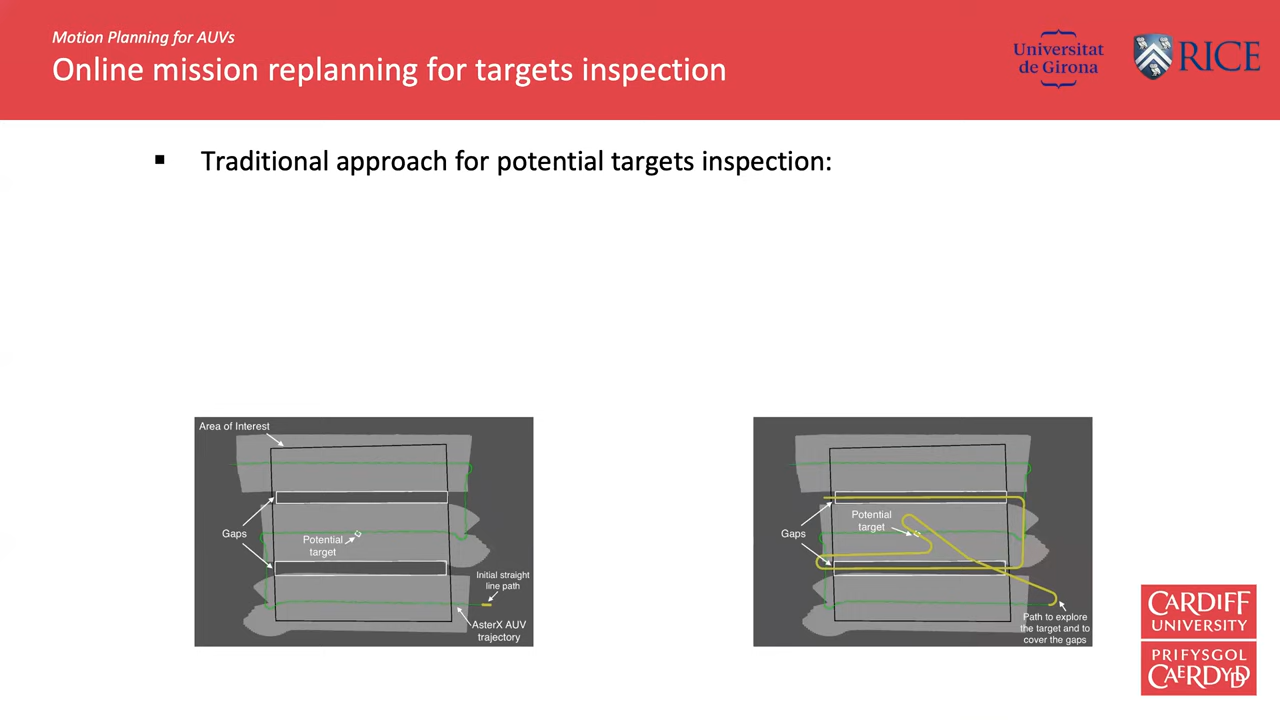 Motion Planning for AUVs
Online mission replanning for targets inspection
Universitat
de Girona
RICE
▪ Traditional approach for potential targets inspection:
Area of Interest
Gaps
Potential
target
Initial straight
line path
AsterX AUV
trajectory
Potential
target
Gaps
Path to explore
the target and to
cover the gaps
CARDIFF
UNIVERSITY
PRIFYSGOL
CAERDYDD